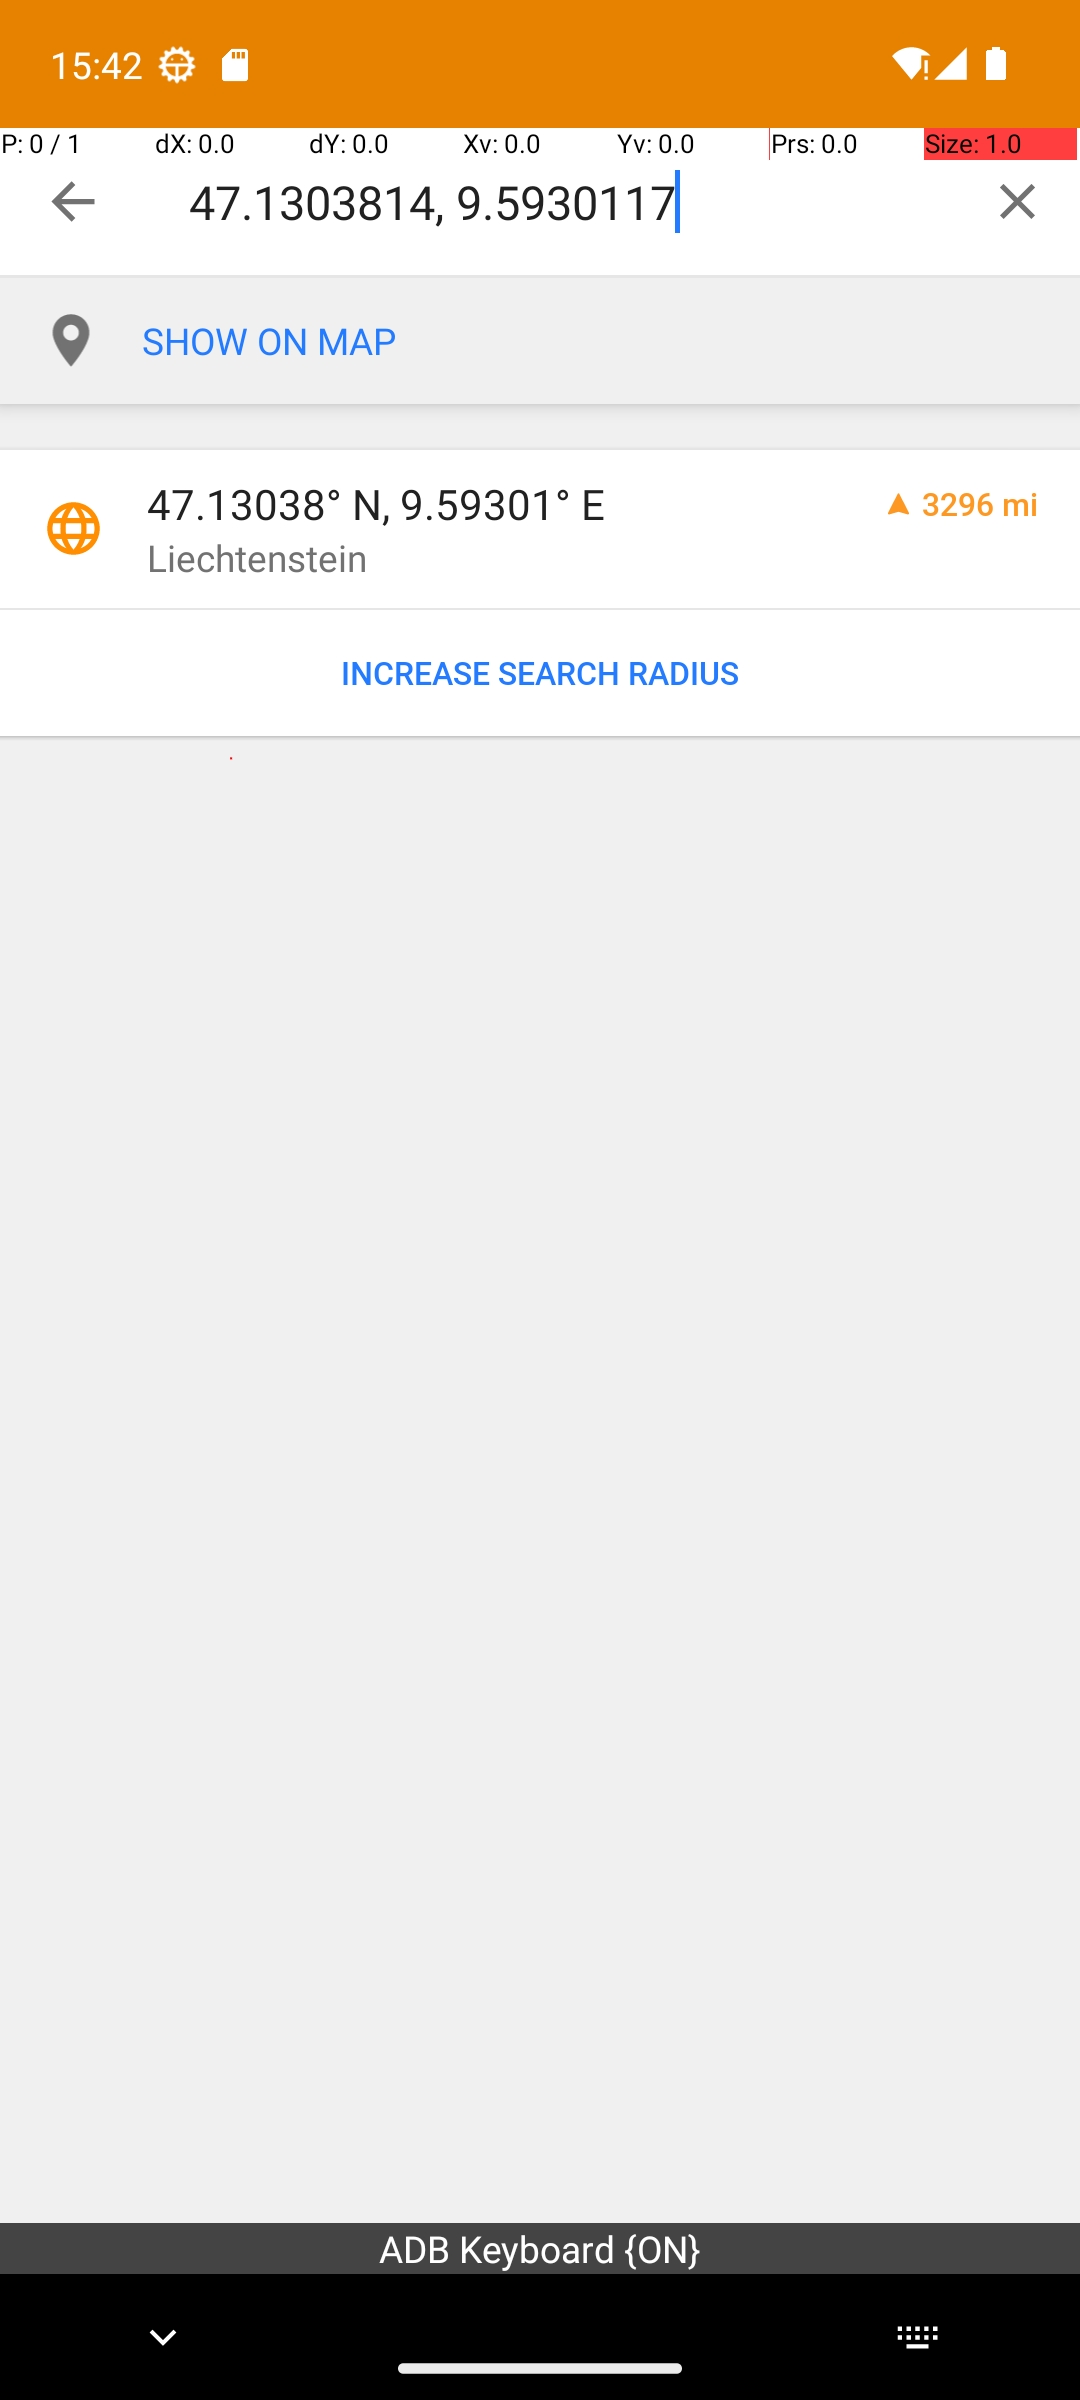 15:42
P: 0 / 1 dX: 0.0 dY: 0.0 Xv: 0.0 Yv: 0.0 Prs: 0.0 Size: 1.0
47.1303814, 9.5930117
SHOW ON MAP
47.13038° N, 9.59301° E 3296 mi
Liechtenstein
INCREASE SEARCH RADIUS
ADB Keyboard {ON}